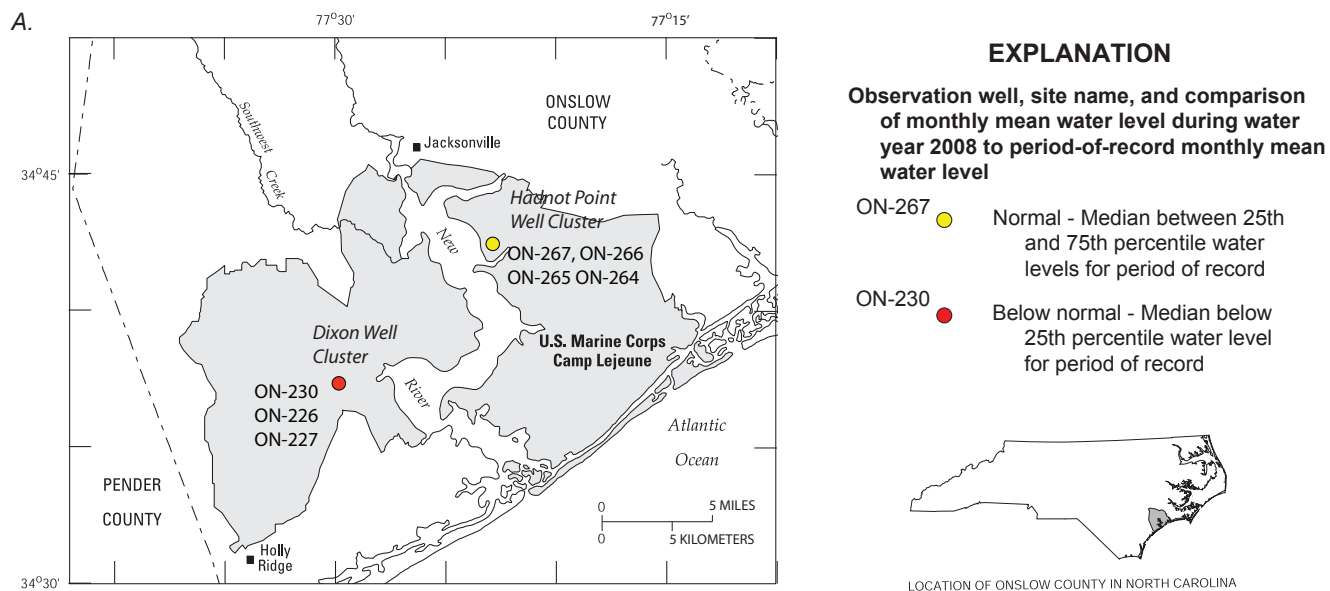 A.
77°30'
77°15'
34°45'
34°30'
Southwest
Creek
ONSLOW
COUNTY
Jacksonville
Hadnot Point
Well Cluster
ON-267, ON-266
ON-265 ON-264
New
River
Dixon Well
Cluster
ON-230
ON-226
ON-227
U.S. Marine Corps
Camp Lejeune
Atlantic
Ocean
PENDER
COUNTY
Holly
Ridge
0 5 MILES
0 5 KILOMETERS
EXPLANATION
Observation well, site name, and comparison
of monthly mean water level during water
year 2008 to period-of-record monthly mean
water level
ON-267
Normal - Median between 25th
and 75th percentile water
levels for period of record
ON-230
Below normal - Median below
25th percentile water level
for period of record
LOCATION OF ONSLOW COUNTY IN NORTH CAROLINA